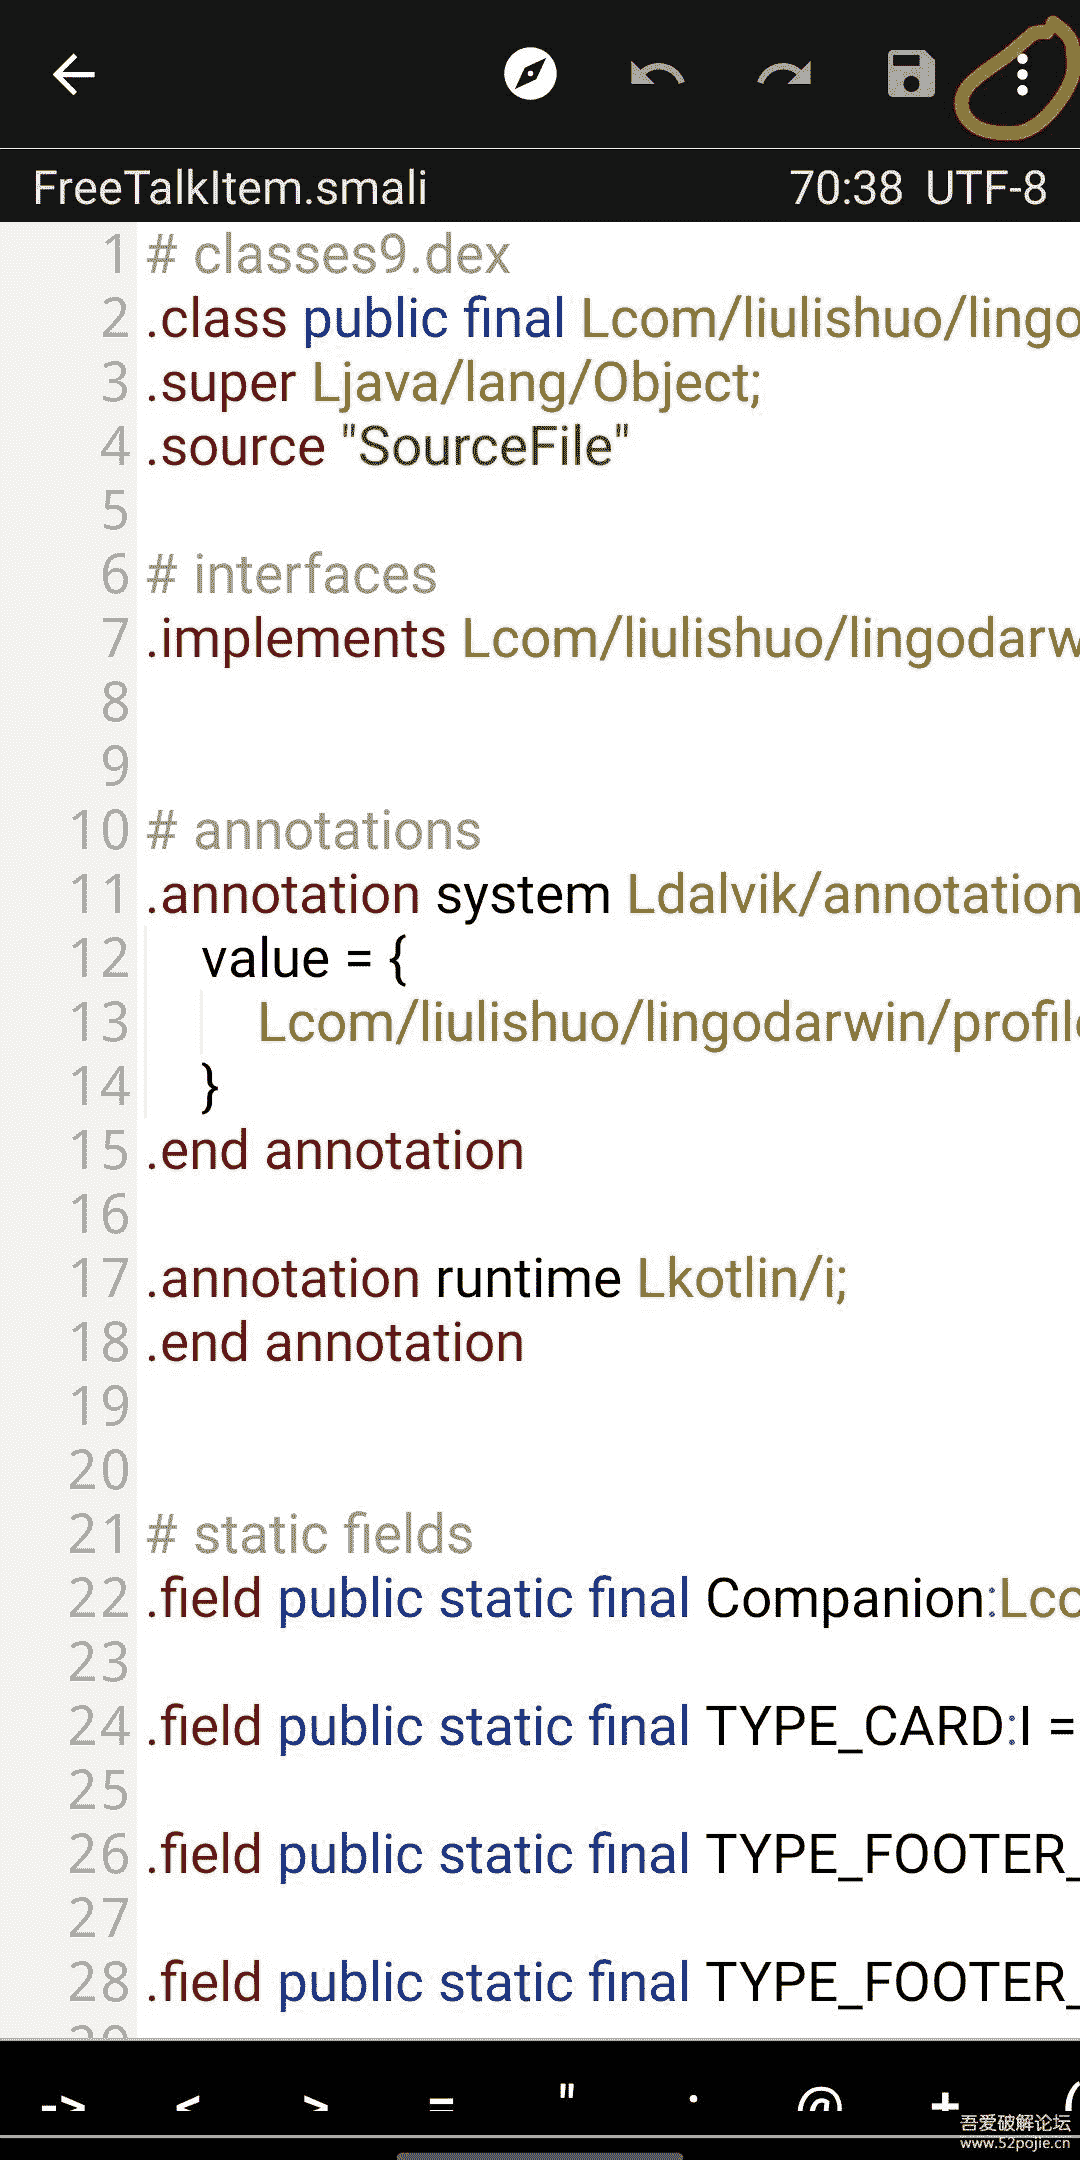 FreeTalkItem.smali 70:38 UTF-8
1 # classes9.dex
2 .class public final Lcom/liulishuo/lingo
3 .super Ljava/lang/Object;
4 .source "SourceFile"
5
6 # interfaces
7 .implements Lcom/liulishuo/lingodarw
8
9
10 # annotations
11 .annotation system Ldalvik/annotation
12 value = {
13 Lcom/liulishuo/lingodarwin/profile
14 }
15 .end annotation
16
17 .annotation runtime Lkotlin/i;
18 .end annotation
19
20
21 # static fields
22 .field public static final Companion:Lco
23
24 .field public static final TYPE_CARD:I =
25
26 .field public static final TYPE_FOOTER_
27
28 .field public static final TYPE_FOOTER_
29
-> < > = " . @ + (
吾爱破解论坛
www.52pojie.cn